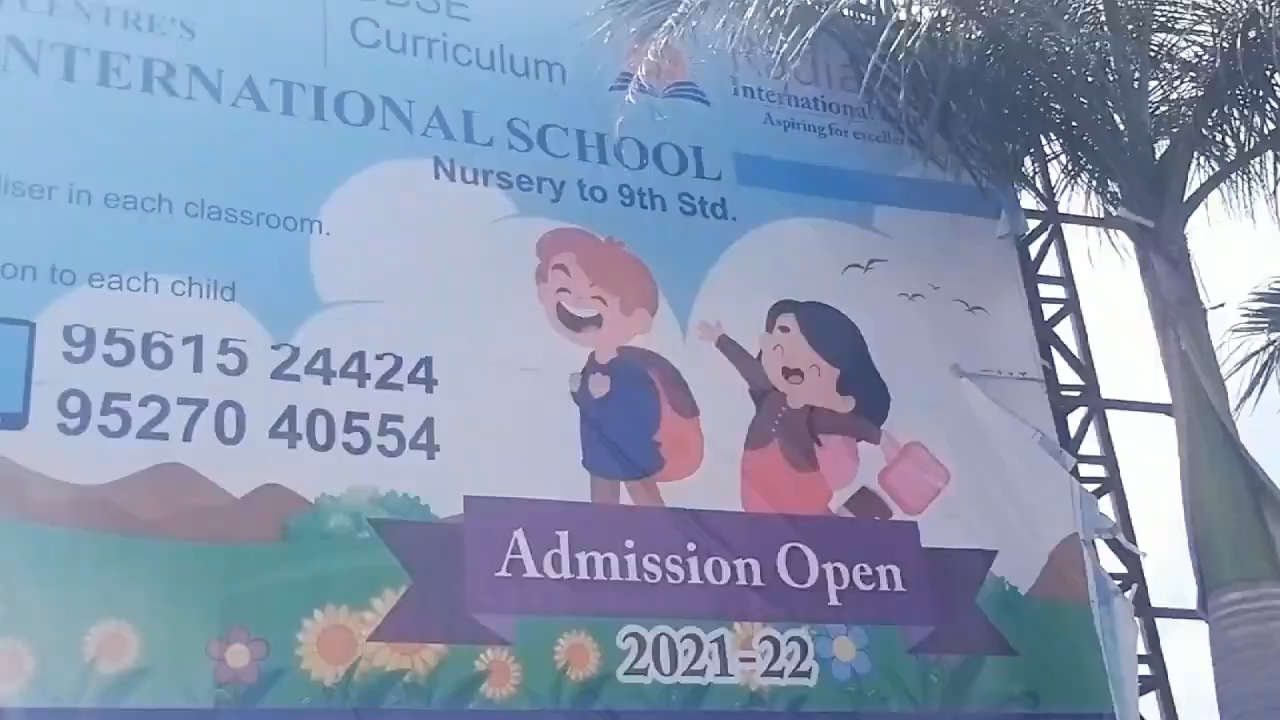 CENTRE'S
Curriculum
INTERNATIONAL SCHOOL
Nursery to 9th Std.
International
Aspiring for
in each classroom.
on to each child
95615 24424
95270 40554
Admission Open
2021-22